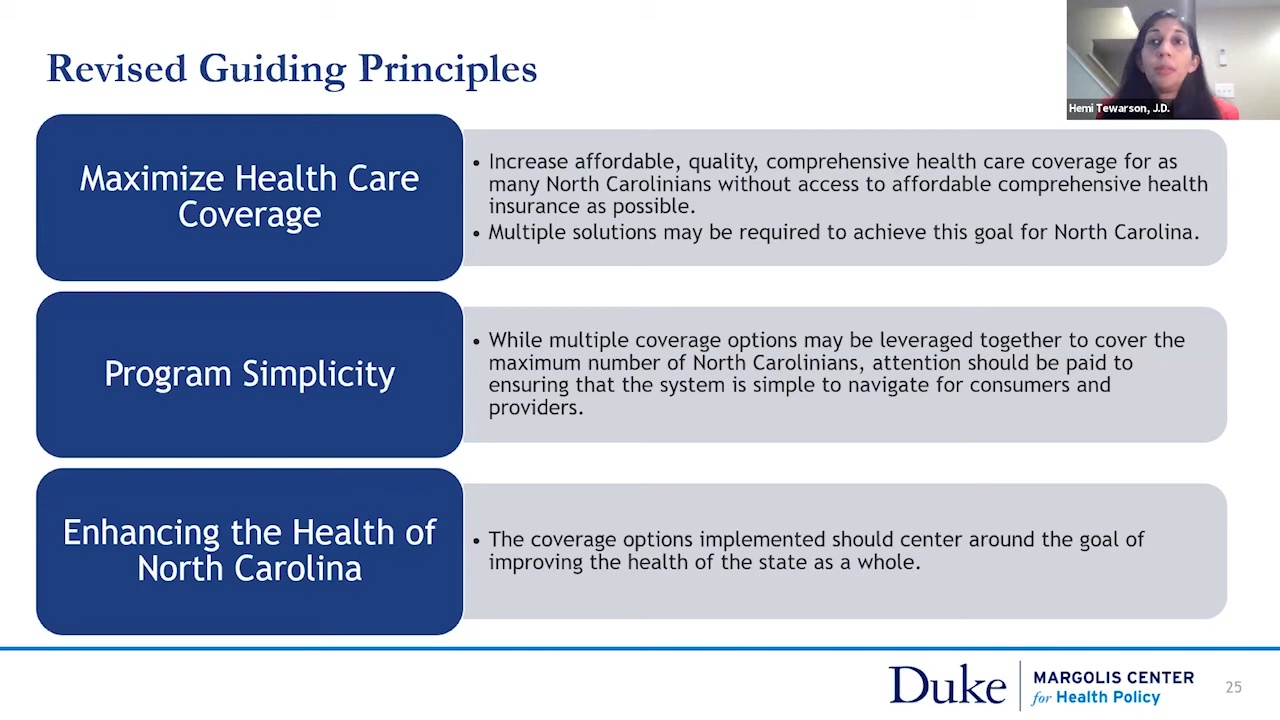 Revised Guiding Principles
Hemi Tewarson, J.D.
Maximize Health Care
Coverage
• Increase affordable, quality, comprehensive health care coverage for as
many North Carolinians without access to affordable comprehensive health
insurance as possible.
• Multiple solutions may be required to achieve this goal for North Carolina.
Program Simplicity
• While multiple coverage options may be leveraged together to cover the
maximum number of North Carolinians, attention should be paid to
ensuring that the system is simple to navigate for consumers and
providers.
Enhancing the Health of
North Carolina
• The coverage options implemented should center around the goal of
improving the health of the state as a whole.
Duke
MARGOLIS CENTER
for Health Policy
25